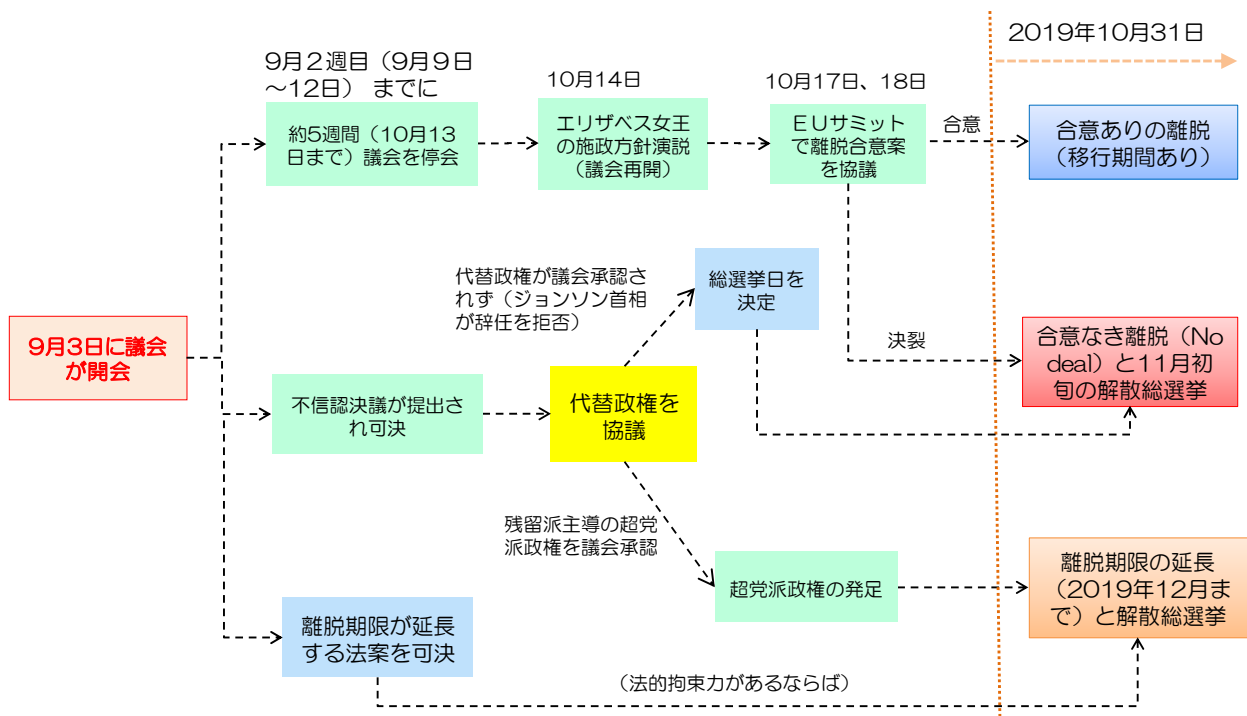 2019年10月31日
9月2週目（9月9日
～12日） までに
10月14日
10月17日、18日
約5週間（10月13
日まで）議会を停会
エリザベス女王
の施政方針演説
（議会再開）
ＥＵサミット
で離脱合意案
を協議
合意
合意ありの離脱
（移行期間あり）
代替政権が議会承認さ
れず（ジョンソン首相
が辞任を拒否）
総選挙日を
決定
9月3日に議会
が開会
決裂
合意なき離脱（No
deal）と11月初
旬の解散総選挙
不信認決議が提出さ
れ可決
代替政権を
協議
残留派主導の超党
派政権を議会承認
超党派政権の発足
離脱期限の延長
（2019年12月ま
で）と解散総選挙
離脱期限が延長
する法案を可決
（法的拘束力があるならば）